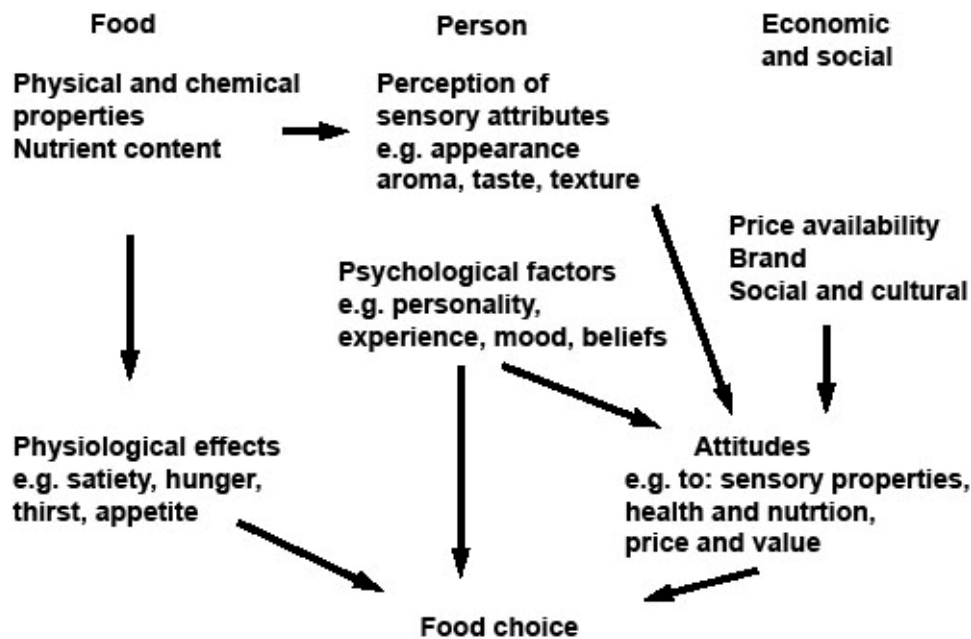 Food
Person
Economic
and social
Physical and chemical
properties
Nutrient content
Perception of
sensory attributes
e.g. appearance
aroma, taste, texture
Price availability
Brand
Social and cultural
Psychological factors
e.g. personality,
experience, mood, beliefs
Physiological effects
e.g. satiety, hunger,
thirst, appetite
Attitudes
e.g. to: sensory properties,
health and nutrtion,
price and value
Food choice